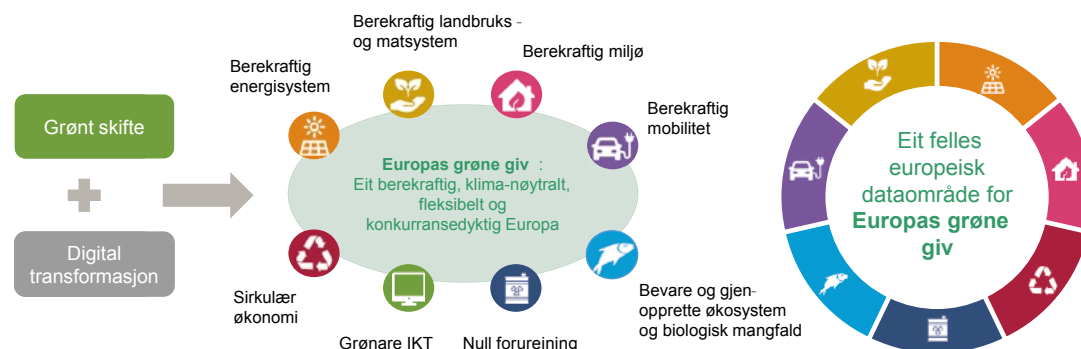 Grønt skifte
Digital
transformasjon
Berekraftig landbruks -
og matsystem
Berekraftig miljø
Berekraftig
energisystem
Berekraftig
mobilitet
Europas grøne giv :
Eit berekraftig, klima-nøytralt,
fleksibelt og
konkurransedyktig Europa
Sirkulær
økonomi
Grønare IKT
Null forureining
Bevare og gjen-
opprette økosystem
og biologisk mangfald
Eit felles
europeisk
dataområde for
Europas grøne
giv